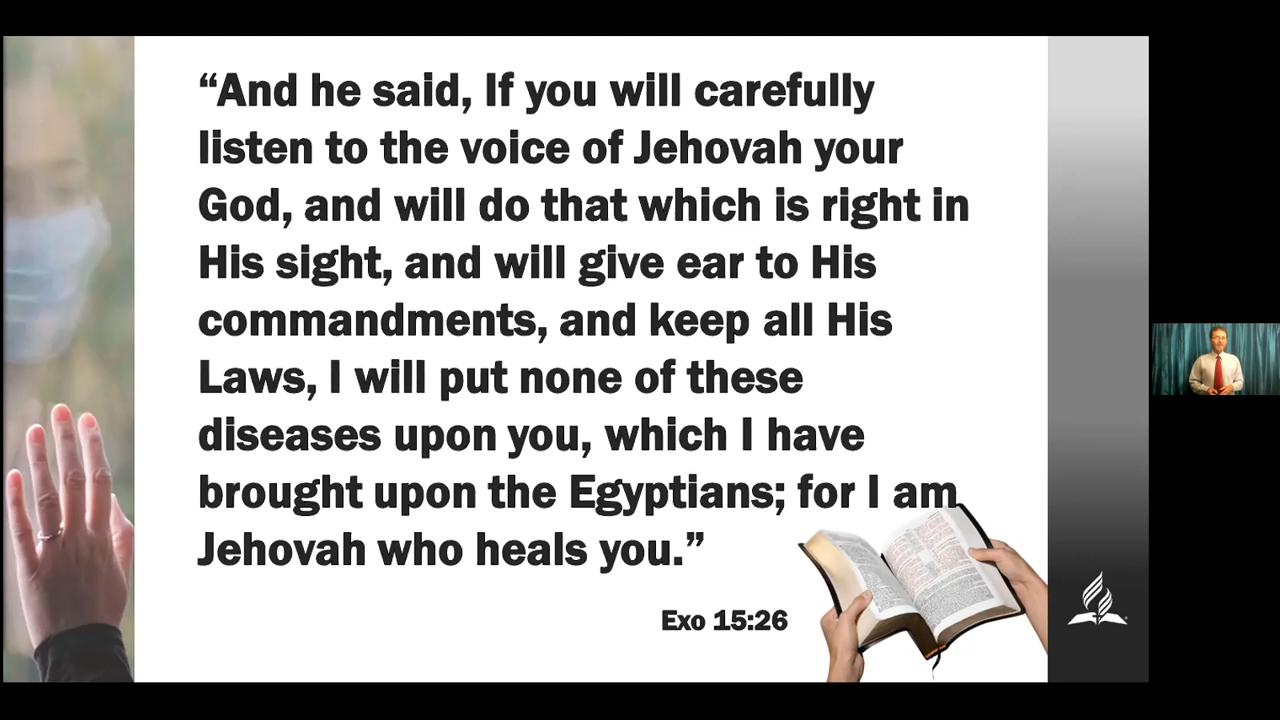 “And he said, If you will carefully
listen to the voice of Jehovah your
God, and will do that which is right in
His sight, and will give ear to His
commandments, and keep all His
Laws, I will put none of these
diseases upon you, which I have
brought upon the Egyptians; for I am
Jehovah who heals you.”
Exo 15:26